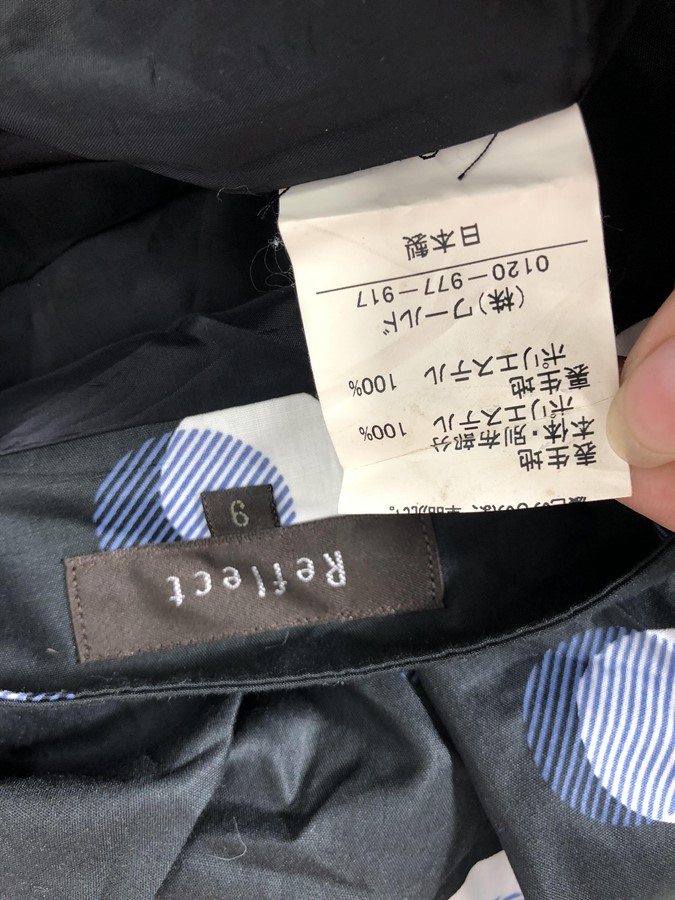 Reflect
9
表生地
本体・別布部分
ポリエステル 100%
裏生地
ポリエステル 100%
(株)ワールド
0120-977-917
日本製